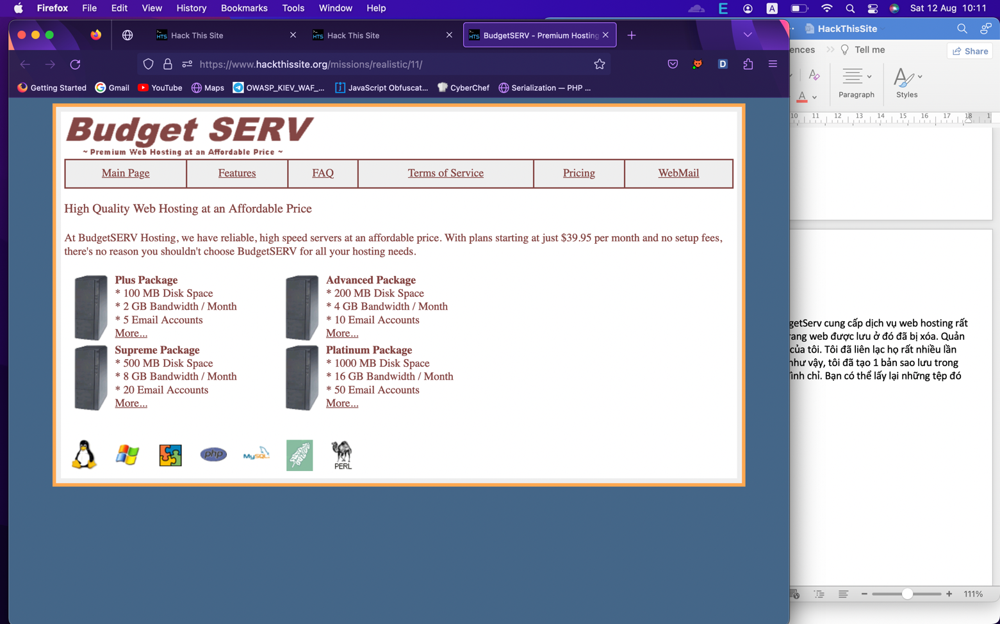 Firefox File Edit View History Bookmarks Tools Window Help
E A Sat 12 Aug 10:11
Hack This Site
Hack This Site
BudgetSERV - Premium Hosting
https://www.hackthissite.org/missions/realistic/11/
D
Getting Started Gmail YouTube Maps OWASP_KIEV_WAF_... JavaScript Obfuscat... CyberChef Serialization — PHP ...
Budget SERV
~ Premium Web Hosting at an Affordable Price ~
Main Page Features FAQ Terms of Service Pricing WebMail
High Quality Web Hosting at an Affordable Price
At BudgetSERV Hosting, we have reliable, high speed servers at an affordable price. With plans starting at just $39.95 per month and no setup fees,
there's no reason you shouldn't choose BudgetSERV for all your hosting needs.
Plus Package
* 100 MB Disk Space
* 2 GB Bandwidth / Month
* 5 Email Accounts
More...
Advanced Package
* 200 MB Disk Space
* 4 GB Bandwidth / Month
* 10 Email Accounts
More...
Supreme Package
* 500 MB Disk Space
* 8 GB Bandwidth / Month
* 20 Email Accounts
More...
Platinum Package
* 1000 MB Disk Space
* 16 GB Bandwidth / Month
* 50 Email Accounts
More...
php MySQL PERL
HackThisSite
ences Tell me Share
Paragraph Styles
10 11 12 13 14 15 16 17 18
getServ cung cấp dịch vụ web hosting rất
rang web được lưu ở đó đã bị xóa. Quản
của tôi. Tôi đã liên lạc họ rất nhiều lần
như vậy, tôi đã tạo 1 bản sao lưu trong
ình chỉ. Bạn có thể lấy lại những tệp đó
111%